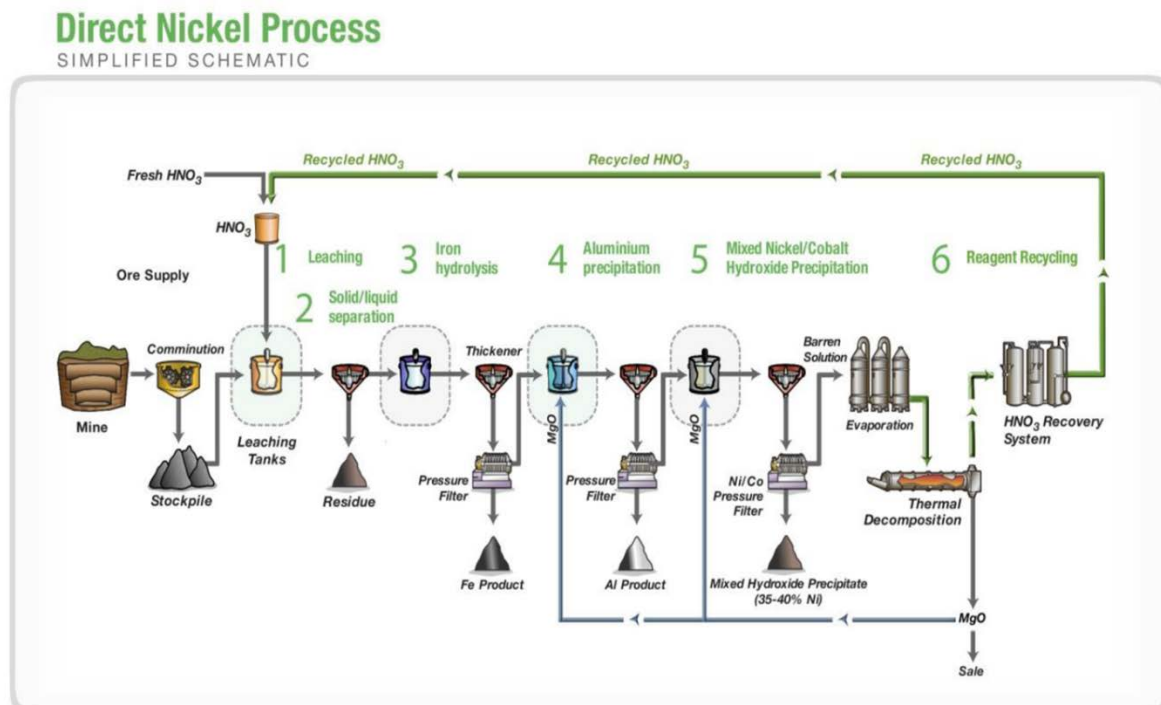 Direct Nickel Process
SIMPLIFIED SCHEMATIC
Recycled HNO₃
Recycled HNO₃
Recycled HNO₃
Fresh HNO₃
HNO₃
1 Leaching
2 Solid/liquid
separation
3 Iron
hydrolysis
4 Aluminium
precipitation
5 Mixed Nickel/Cobalt
Hydroxide Precipitation
6 Reagent Recycling
Ore Supply
Comminution
Thickener
Barren
Solution
Mine
Stockpile
Leaching
Tanks
Residue
Pressure
Filter
Fe Product
MgO
Pressure
Filter
Al Product
MgO
Ni/Co
Pressure
Filter
Mixed Hydroxide Precipitate
(35-40% Ni)
Evaporation
Thermal
Decomposition
HNO₃ Recovery
System
MgO
Sale